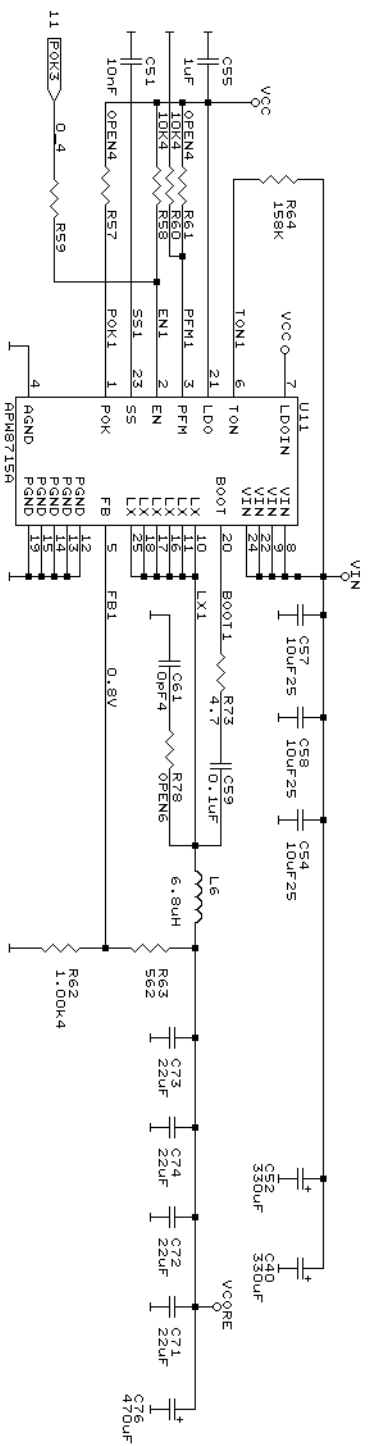 VIN
C57
10uF25
C58
10uF25
C54
10uF25
C52
330uF
C40
330uF
VCC
R64
158K
VCC
TON1
C55
1uF
OPEN4
R61
10K4
R60
10K4
R58
OPEN4
R57
C51
10nF
11
POK3
0_4
R59
PFM1
EN1
SS1
POK1
U11
7
LDOIN
6
TON
21
LDO
3
PFM
2
EN
23
SS
1
POK
4
AGND
APW8715A
VIN
8
VIN
9
VIN
22
VIN
24
BOOT
20
LX
10
LX
11
LX
16
LX
17
LX
18
LX
25
FB
5
PGND
12
PGND
13
PGND
14
PGND
15
PGND
19
BOOT1
R73
4.7
C59
0.1uF
LX1
C61
0pF4
R78
OPEN6
FB1
0.8V
L6
6.8uH
R63
562
R62
1.00k4
C73
22uF
C74
22uF
C72
22uF
C71
22uF
VCORE
C76
470uF